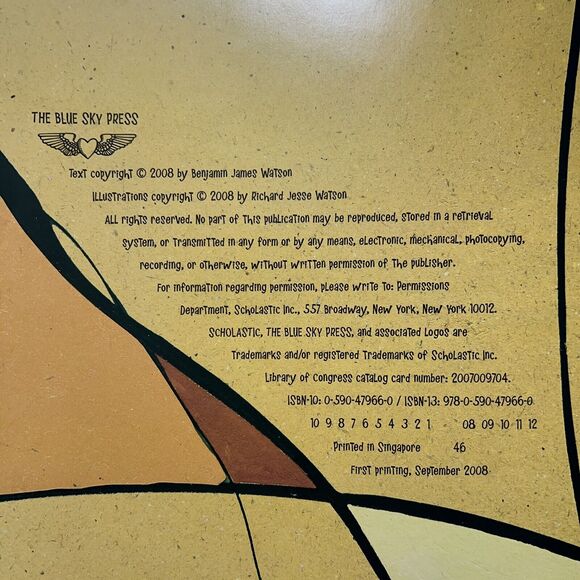 THE BLUE SKY PRESS
Text copyright © 2008 by Benjamin James Watson
Illustrations copyright © 2008 by Richard Jesse Watson
All rights reserved. No part of this publication may be reproduced, stored in a retrieval
system, or transmitted in any form or by any means, electronic, mechanical, photocopying,
recording, or otherwise, without written permission of the publisher.
For information regarding permission, please write to: Permissions
Department, Scholastic Inc., 557 Broadway, New York, New York 10012.
SCHOLASTIC, THE BLUE SKY PRESS, and associated logos are
trademarks and/or registered trademarks of Scholastic Inc.
Library of Congress catalog card number: 2007009704.
ISBN-10: 0-590-47966-0 / ISBN-13: 978-0-590-47966-0
10 9 8 7 6 5 4 3 2 1 08 09 10 11 12
Printed in Singapore 46
First printing, September 2008